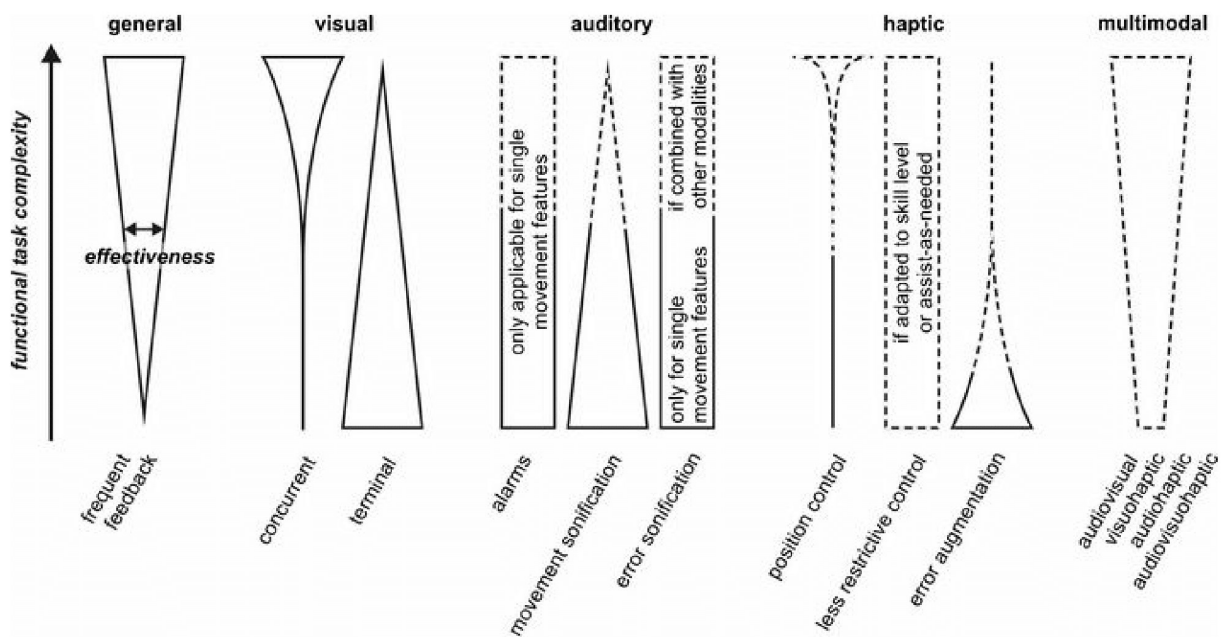 general
visual
auditory
haptic
multimodal
functional task complexity
effectiveness
only applicable for single
movement features
only for single
movement features
if combined with
other modalities
if adapted to skill level
or assist-as-needed
frequent
feedback
concurrent
terminal
alarms
movement sonification
error sonification
position control
less restrictive control
error augmentation
audiovisual
visuohaptic
audiohaptic
audiovisuohaptic